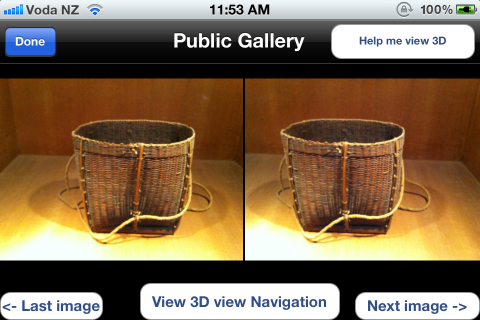 Voda NZ 11:53 AM 100%
Done Public Gallery Help me view 3D
<- Last image View 3D view Navigation Next image ->